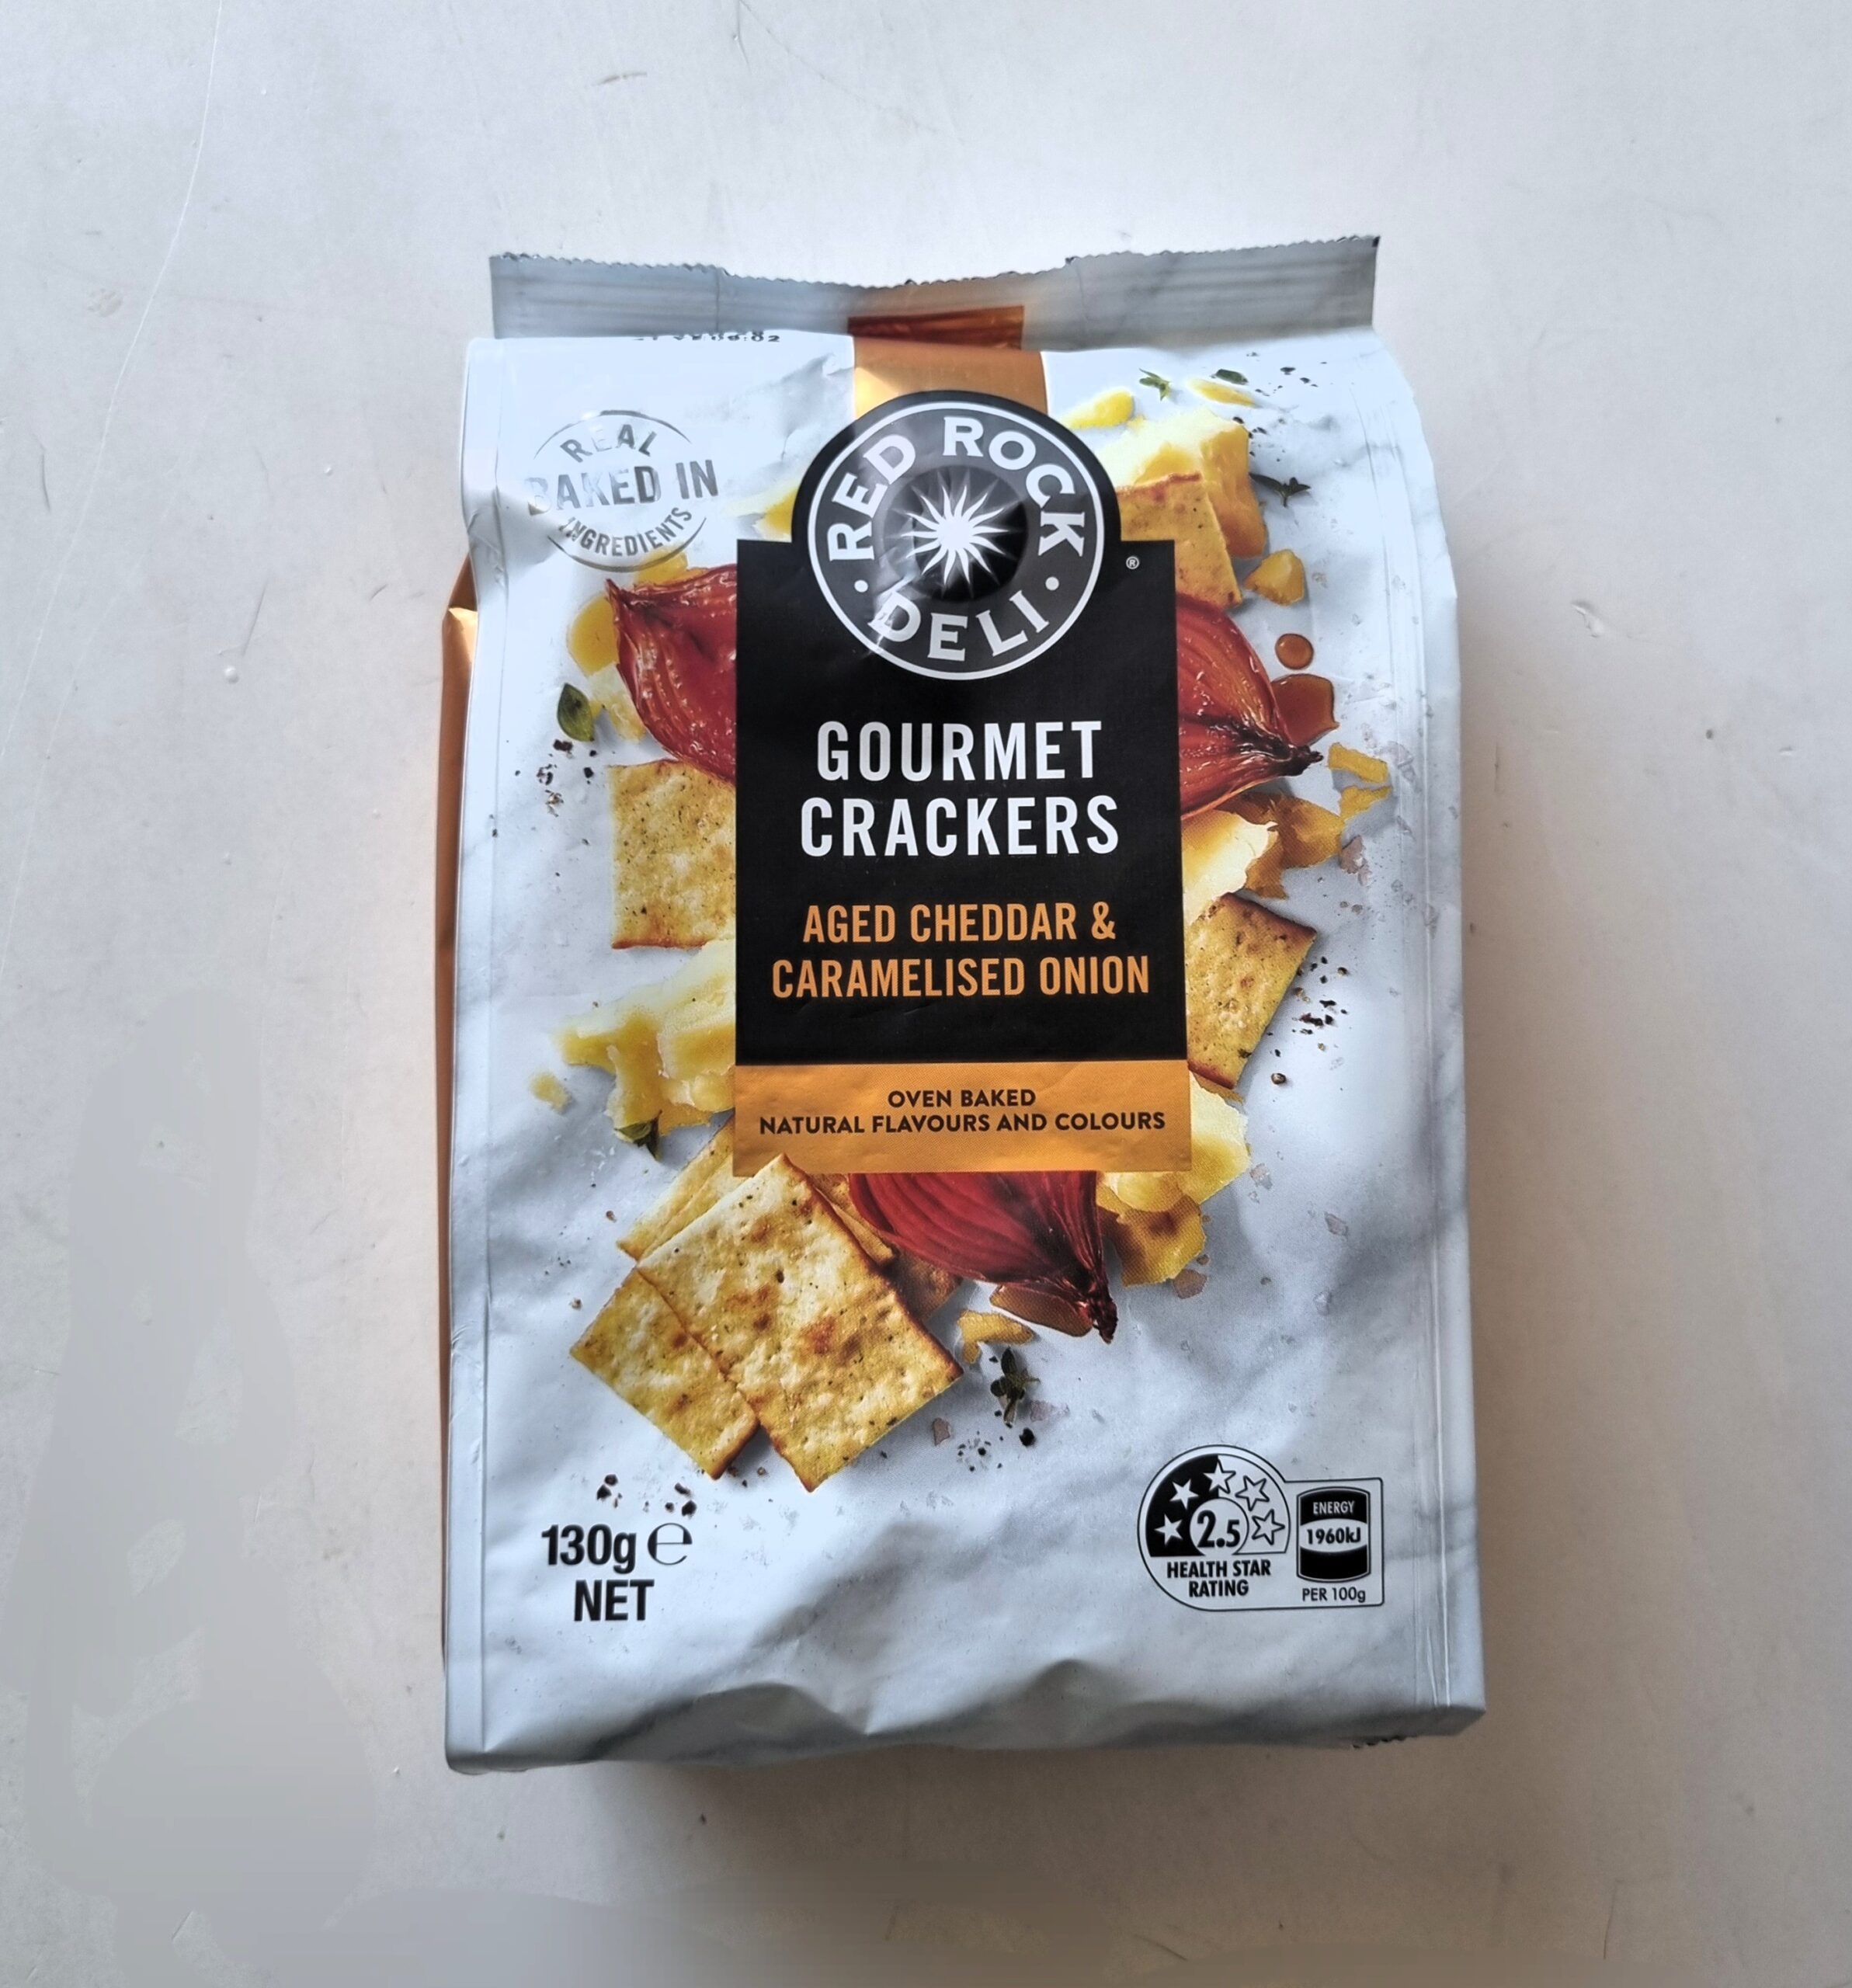 REAL
BAKED IN
INGREDIENTS
RED ROCK
DELI
®
GOURMET
CRACKERS
AGED CHEDDAR &
CARAMELISED ONION
OVEN BAKED
NATURAL FLAVOURS AND COLOURS
130g ℮
NET
2.5
HEALTH STAR
RATING
ENERGY
1960kJ
PER 100g